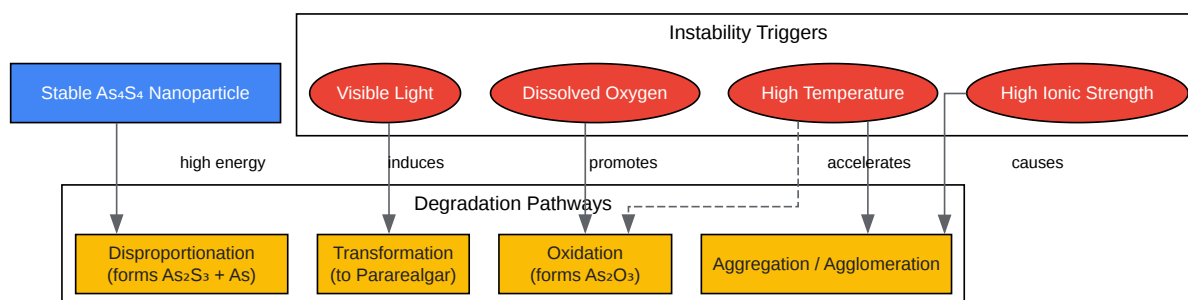 Instability Triggers
Stable As₄S₄ Nanoparticle
Visible Light
Dissolved Oxygen
High Temperature
High Ionic Strength
high energy
induces
promotes
accelerates
causes
Degradation Pathways
Disproportionation
(forms As₂S₃ + As)
Transformation
(to Pararealgar)
Oxidation
(forms As₂O₃)
Aggregation / Agglomeration